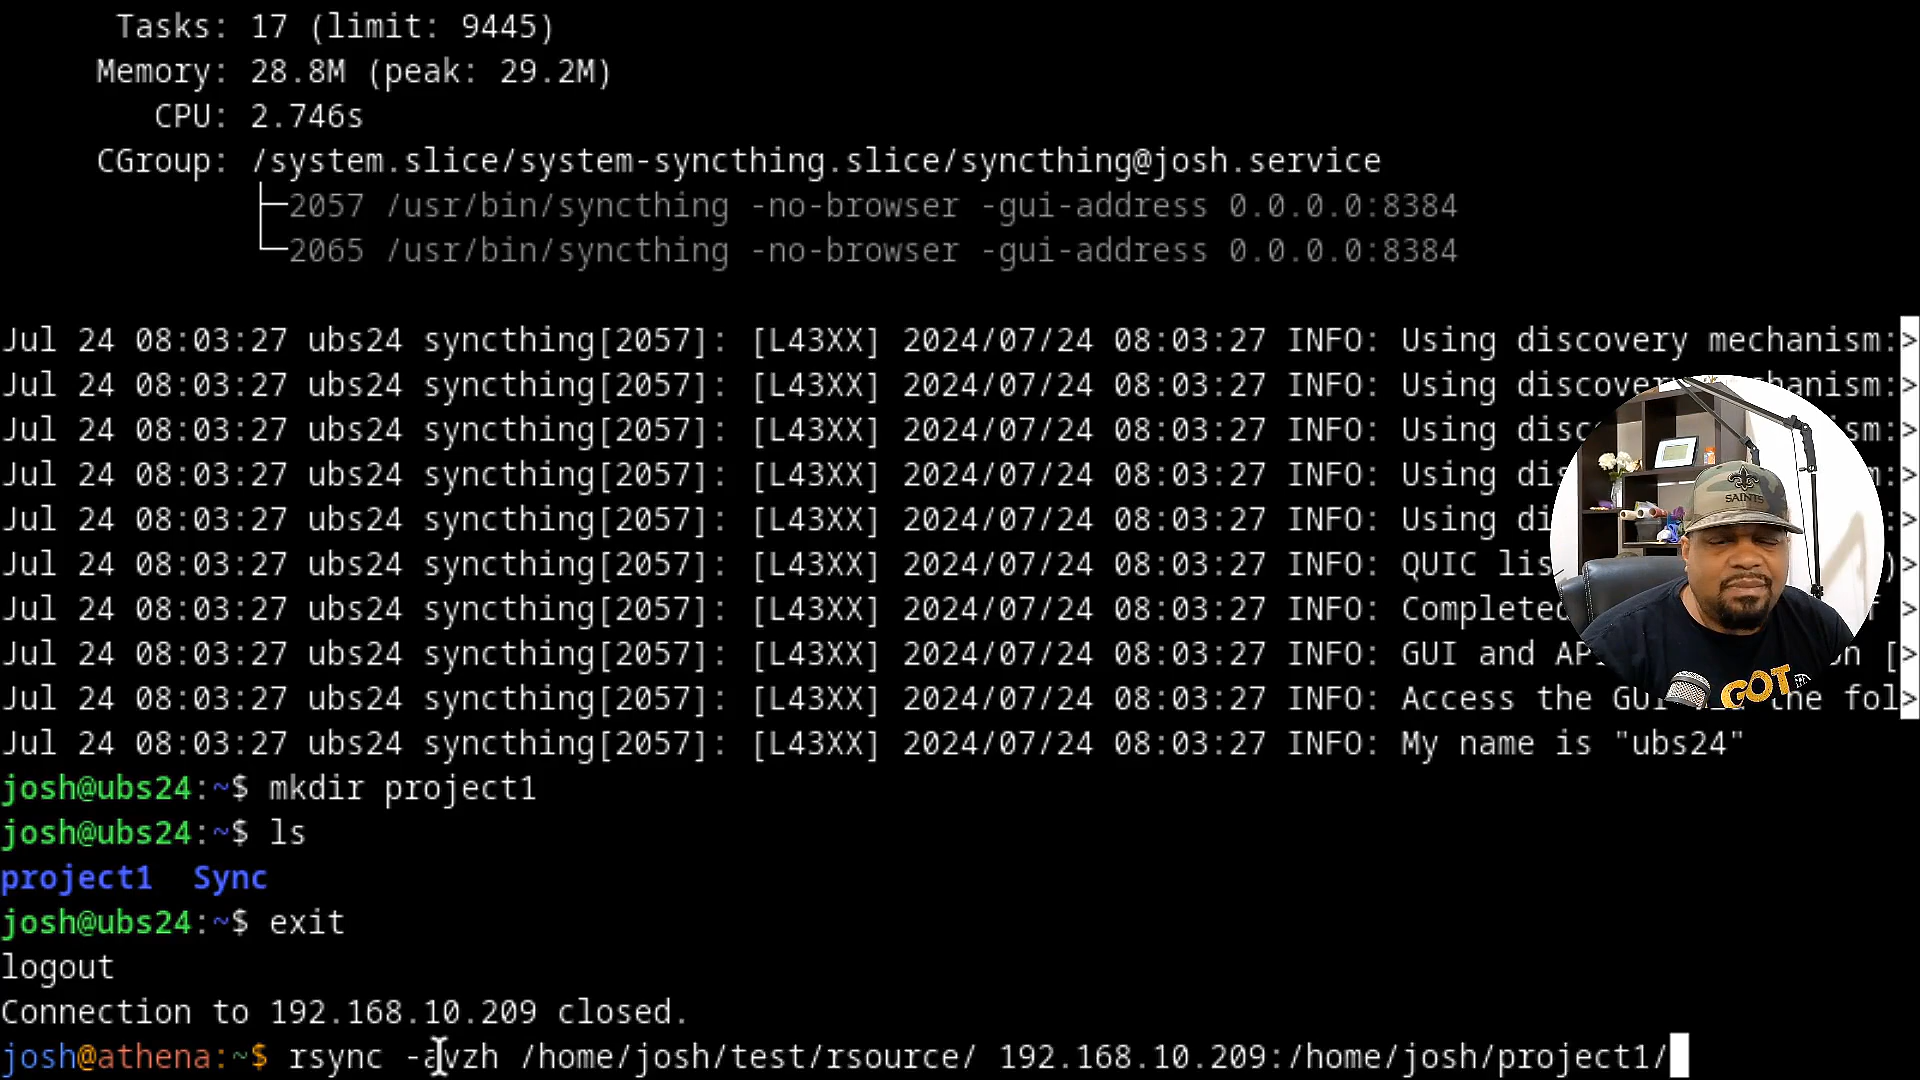 Tasks: 17 (limit: 9445)
Memory: 28.8M (peak: 29.2M)
CPU: 2.746s
CGroup: /system.slice/system-syncthing.slice/syncthing@josh.service
├─2057 /usr/bin/syncthing -no-browser -gui-address 0.0.0.0:8384
└─2065 /usr/bin/syncthing -no-browser -gui-address 0.0.0.0:8384
Jul 24 08:03:27 ubs24 syncthing[2057]: [L43XX] 2024/07/24 08:03:27 INFO: Using discovery mechanism:>
Jul 24 08:03:27 ubs24 syncthing[2057]: [L43XX] 2024/07/24 08:03:27 INFO: Using discovery mechanism:>
Jul 24 08:03:27 ubs24 syncthing[2057]: [L43XX] 2024/07/24 08:03:27 INFO: Using >
Jul 24 08:03:27 ubs24 syncthing[2057]: [L43XX] 2024/07/24 08:03:27 INFO: Using >
Jul 24 08:03:27 ubs24 syncthing[2057]: [L43XX] 2024/07/24 08:03:27 INFO: Using >
Jul 24 08:03:27 ubs24 syncthing[2057]: [L43XX] 2024/07/24 08:03:27 INFO: QUIC )>
Jul 24 08:03:27 ubs24 syncthing[2057]: [L43XX] 2024/07/24 08:03:27 INFO: Completed >
Jul 24 08:03:27 ubs24 syncthing[2057]: [L43XX] 2024/07/24 08:03:27 INFO: GUI and [>
Jul 24 08:03:27 ubs24 syncthing[2057]: [L43XX] 2024/07/24 08:03:27 INFO: Access the GUI the fol>
Jul 24 08:03:27 ubs24 syncthing[2057]: [L43XX] 2024/07/24 08:03:27 INFO: My name is "ubs24"
josh@ubs24:~$ mkdir project1
josh@ubs24:~$ ls
project1 Sync
josh@ubs24:~$ exit
logout
Connection to 192.168.10.209 closed.
josh@athena:~$ rsync -avzh /home/josh/test/rsource/ 192.168.10.209:/home/josh/project1/
SAINTS
GOT